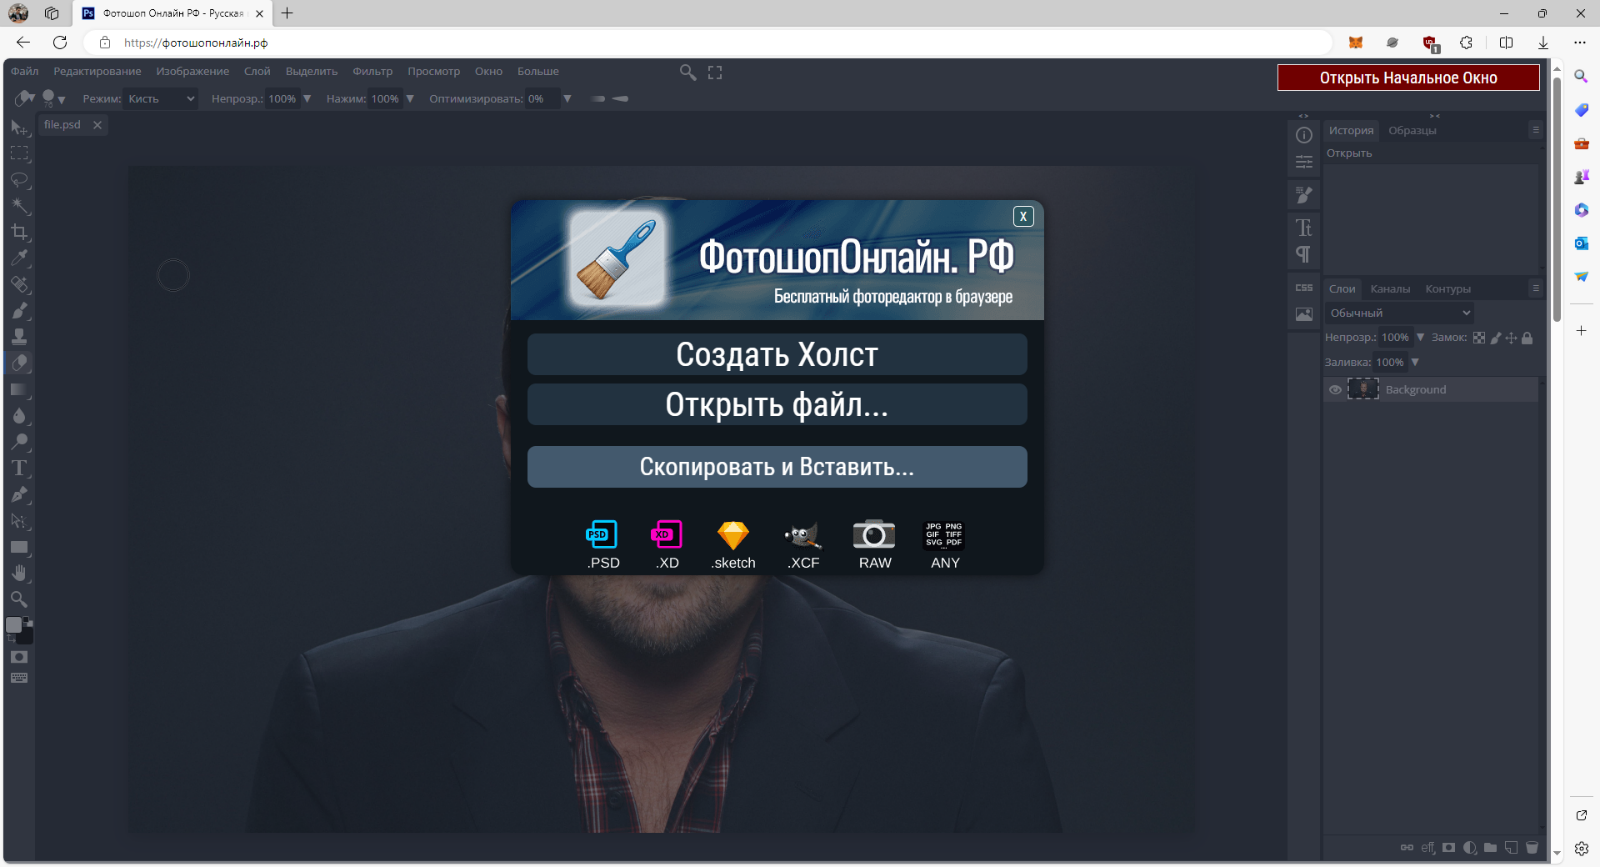 Фотошоп Онлайн РФ - Русская
https://фотошопонлайн.рф
1
Файл Редактирование Изображение Слой Выделить Фильтр Просмотр Окно Больше
Открыть Начальное Окно
Режим: Кисть Непрозр.: 100% Нажим: 100% Оптимизировать: 0%
file.psd
История Образцы
Открыть
X
ФотошопОнлайн. РФ
Бесплатный фоторедактор в браузере
CSS
Слои Каналы Контуры
Обычный
Непрозр.: 100% Замок:
Заливка: 100%
Background
Создать Холст
Открыть файл...
Скопировать и Вставить...
PSD XD JPG PNG
GIF TIFF
SVG PDF
.PSD .XD .sketch .XCF RAW ANY
eff